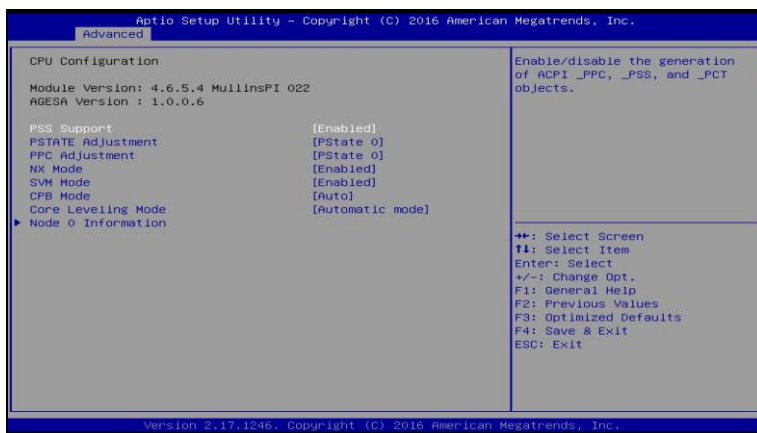 Aptio Setup Utility – Copyright (C) 2016 American Megatrends, Inc.
Advanced
CPU Configuration
Module Version: 4.6.5.4 MullinsPI 022
AGESA Version : 1.0.0.6
PSS Support [Enabled]
PSTATE Adjustment [PState 0]
PPC Adjustment [PState 0]
NX Mode [Enabled]
SVM Mode [Enabled]
CPB Mode [Auto]
Core Leveling Mode [Automatic mode]
Node 0 Information
Enable/disable the generation
of ACPI _PPC, _PSS, and _PCT
objects.
→←: Select Screen
↑↓: Select Item
Enter: Select
+/-: Change Opt.
F1: General Help
F2: Previous Values
F3: Optimized Defaults
F4: Save & Exit
ESC: Exit
Version 2.17.1246. Copyright (C) 2016 American Megatrends, Inc.